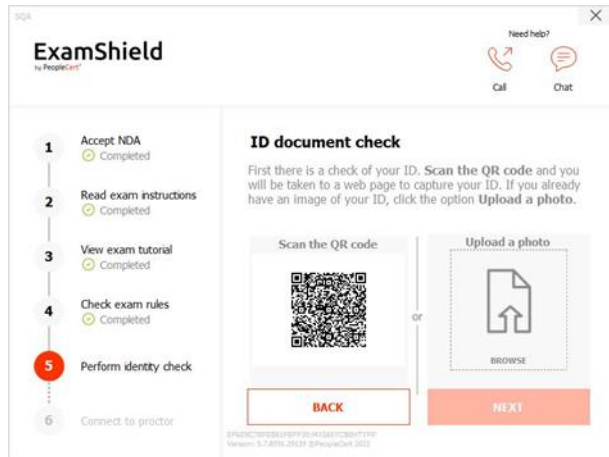 SQA
ExamShield
by PeopleCert
Need help?
Call
Chat
1
Accept NDA
Completed
2
Read exam instructions
Completed
3
View exam tutorial
Completed
4
Check exam rules
Completed
5
Perform identity check
6
Connect to proctor
ID document check
First there is a check of your ID. Scan the QR code and you
will be taken to a web page to capture your ID. If you already
have an image of your ID, click the option Upload a photo.
Scan the QR code
or
Upload a photo
BROWSE
BACK
NEXT
©PeopleCert 2022